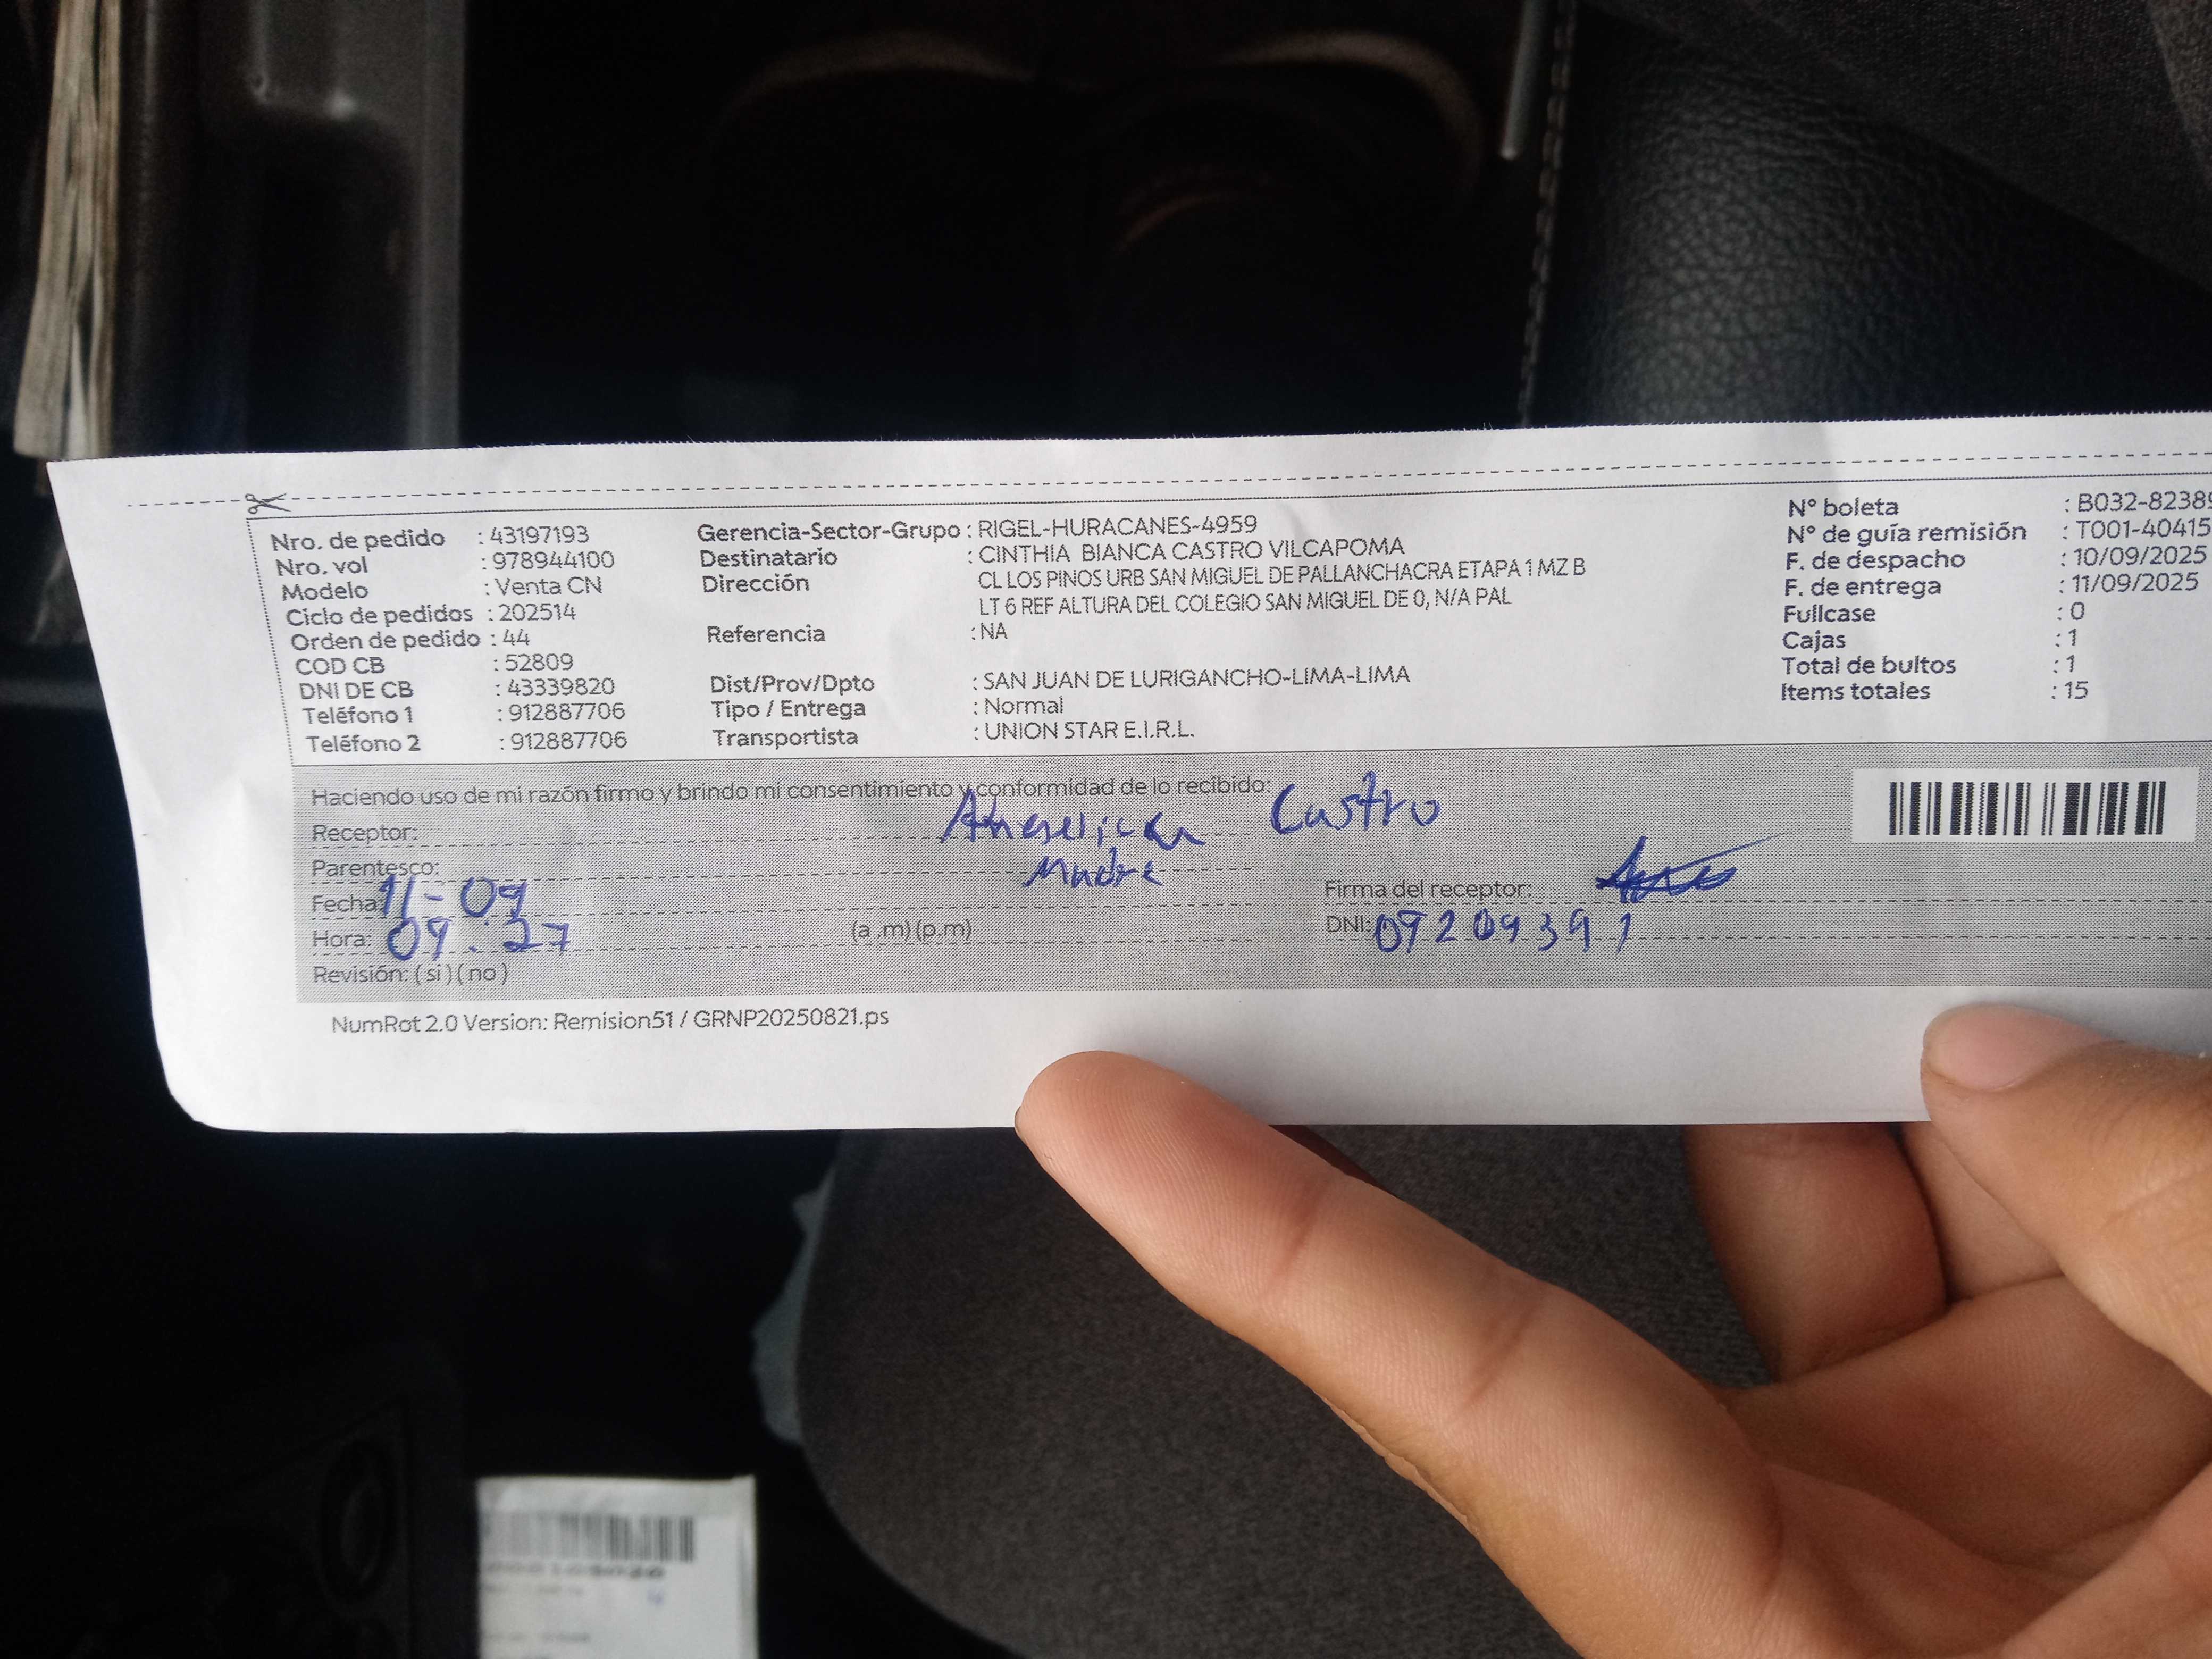 Nro. de pedido : 43197193
Nro. vol : 978944100
Modelo : Venta CN
Ciclo de pedidos : 202514
Orden de pedido : 44
COD CB : 52809
DNI DE CB : 43339820
Teléfono 1 : 912887706
Teléfono 2 : 912887706
Gerencia-Sector-Grupo : RIGEL-HURACANES-4959
Destinatario : CINTHIA BIANCA CASTRO VILCAPOMA
Dirección CL LOS PINOS URB SAN MIGUEL DE PALLANCHACRA ETAPA 1 MZ B
LT 6 REF ALTURA DEL COLEGIO SAN MIGUEL DE 0, N/A PAL
Referencia : NA
Dist/Prov/Dpto : SAN JUAN DE LURIGANCHO-LIMA-LIMA
Tipo / Entrega : Normal
Transportista : UNION STAR E.I.R.L.
N° boleta : B032-8238
N° de guía remisión : T001-40415
F. de despacho : 10/09/2025
F. de entrega : 11/09/2025
Fullcase : 0
Cajas : 1
Total de bultos : 1
Items totales : 15
Haciendo uso de mi razón firmo y brindo mi consentimiento y conformidad de lo recibido:
Receptor: Castro
Parentesco: Madre
Fecha: 11-09
Hora: 09:27 (a .m) (p.m)
Revisión: ( si ) ( no )
Firma del receptor:
DNI: 09209391
NumRot 2.0 Version: Remision51 / GRNP20250821.ps